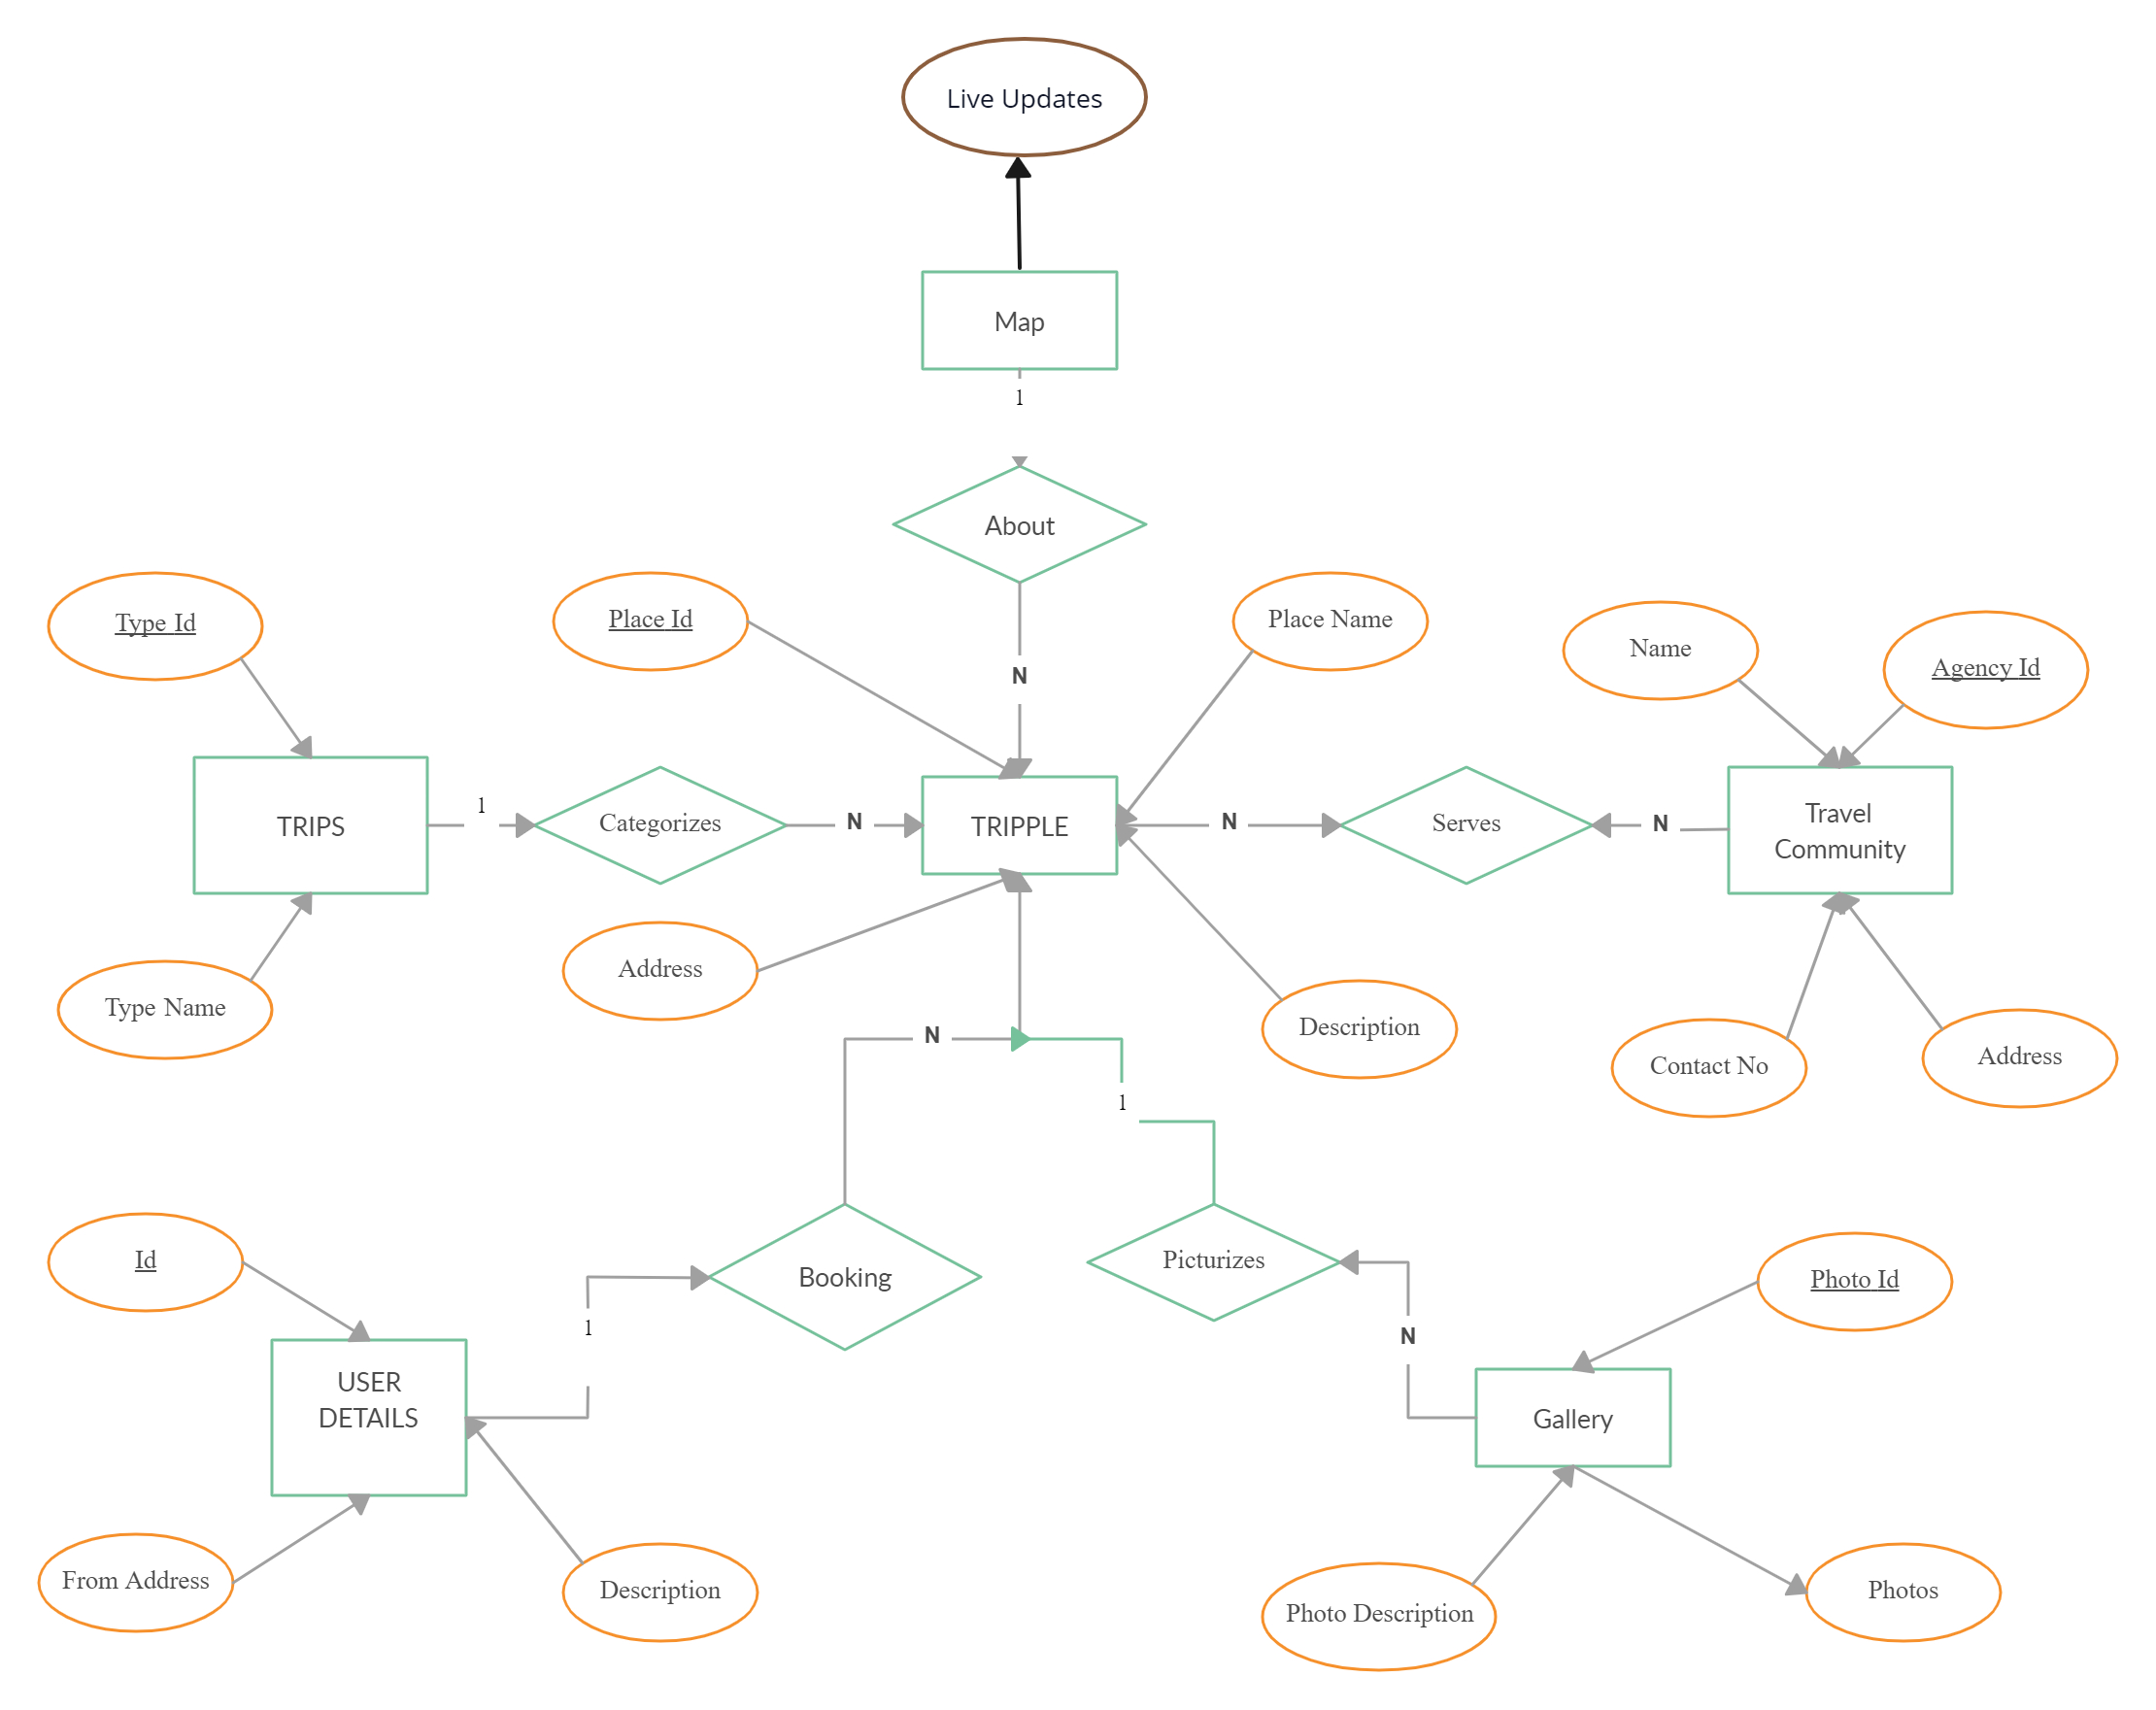 Live Updates
Map
1
About
Type Id
Place Id
Place Name
Name
Agency Id
N
TRIPS
1
Categorizes
N
TRIPPLE
N
Serves
N
Travel
Community
Type Name
Address
Description
Contact No
Address
N
1
Id
Booking
Picturizes
Photo Id
1
N
USER
DETAILS
Gallery
From Address
Description
Photo Description
Photos